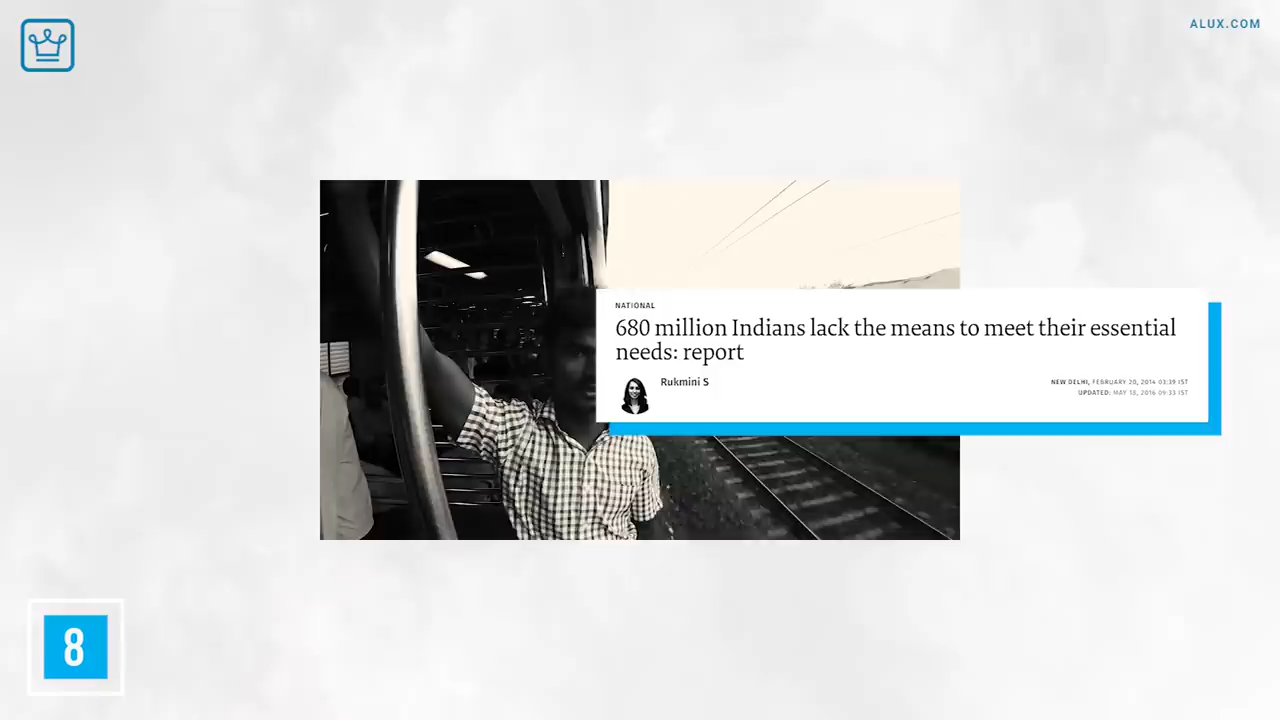 ALUX.COM
NATIONAL
680 million Indians lack the means to meet their essential
needs: report
Rukmini S
NEW DELHI, FEBRUARY 20, 2014 03:39 IST
UPDATED: MAY 18, 2016 09:33 IST
8